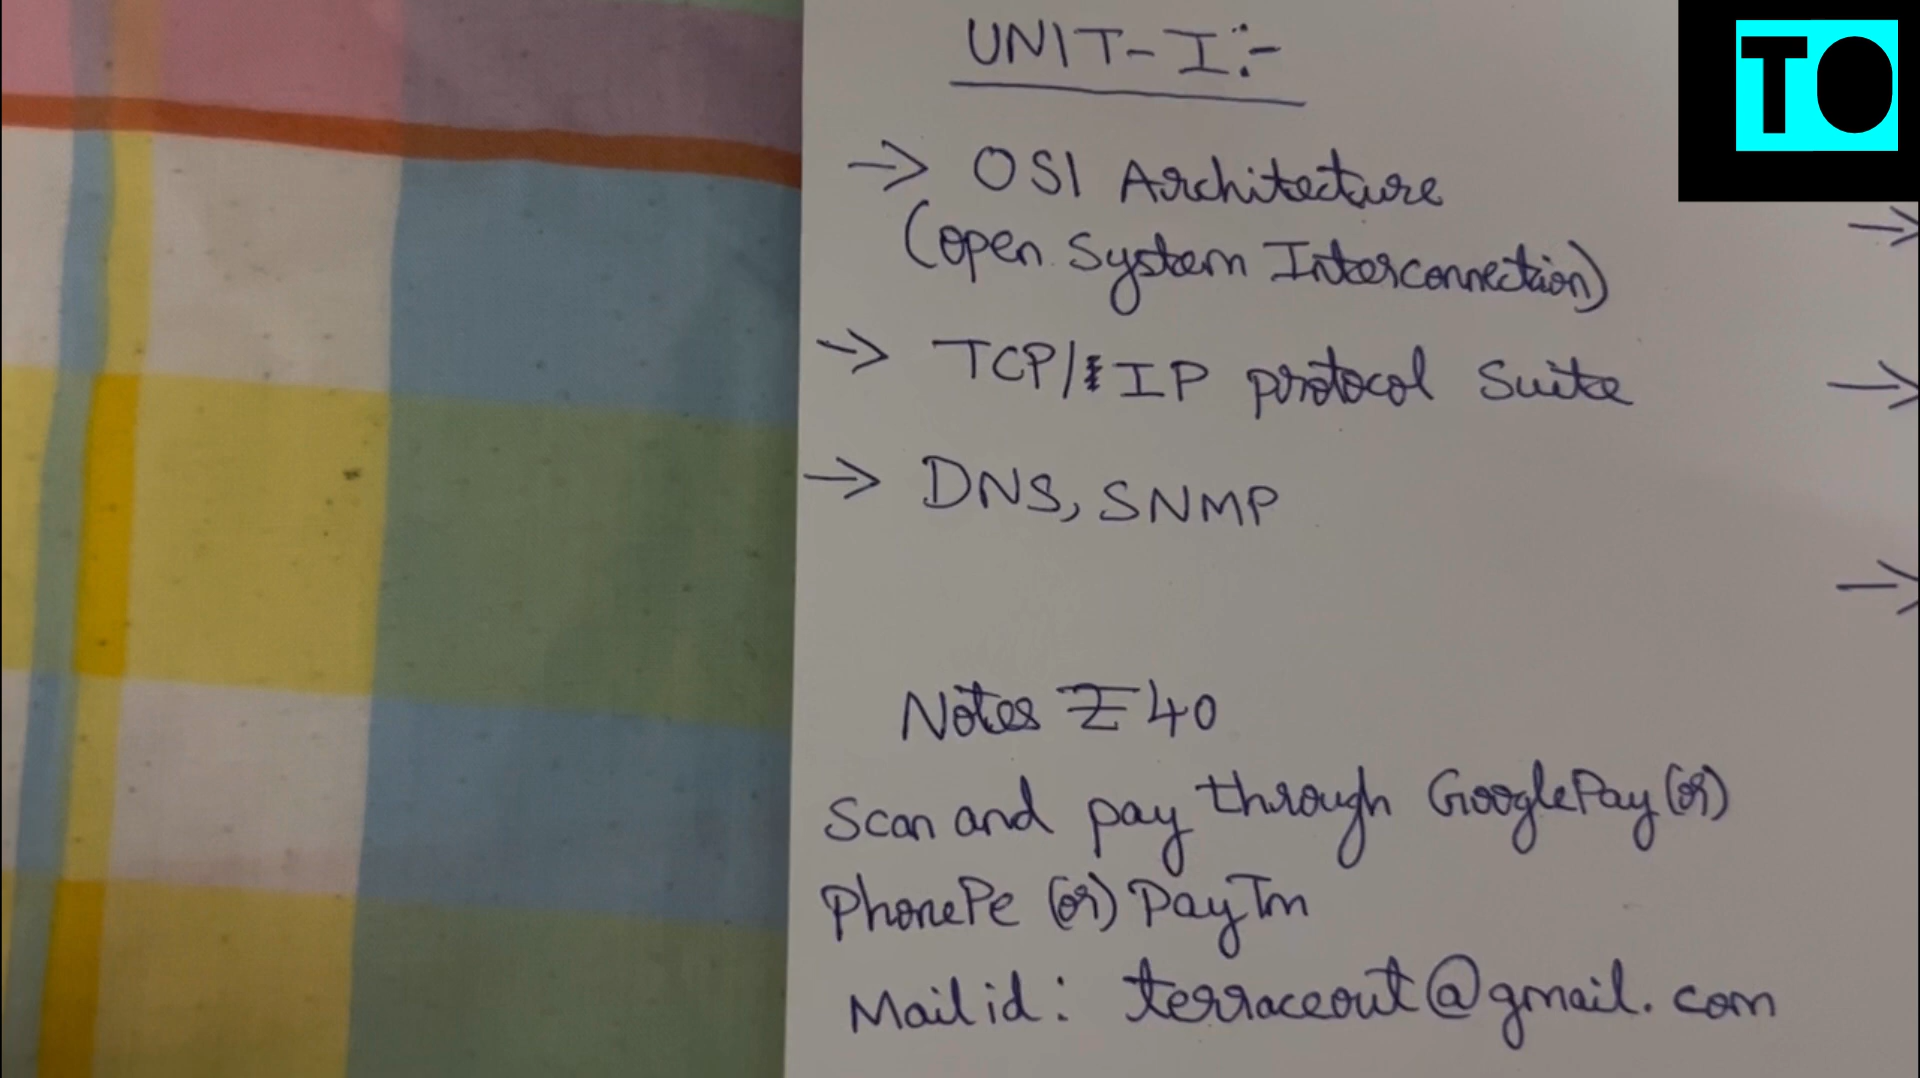 UNIT-I:-
TO
→ OSI Architecture
(open System Interconnection)
→ TCP/IP protocol Suite
→ DNS, SNMP
Notes ₹40
Scan and pay through GooglePay (or)
PhonePe (or) PayTm
Mail id: terraceout@gmail.com